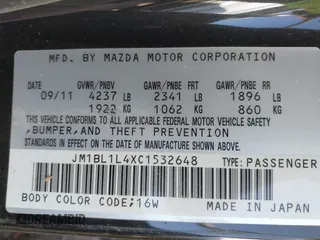 MFD. BY MAZDA MOTOR CORPORATION
GVWR/PNBV GAWR/PNBE FRT GAWR/PNBE RR
09/11 4237 LB 2341 LB 1896 LB
1922 KG 1062 KG 860 KG
THIS VEHICLE CONFORMS TO ALL APPLICABLE
FEDERAL MOTOR VEHICLE SAFETY
,BUMPER, AND THEFT PREVENTION
STANDARDS IN EFFECT ON THE DATE OF
MANUFACTURE SHOWN ABOVE.
JM1BL1L4XC1532648 TYPE:PASSENGER
BODY COLOR CODE:16W
MADE IN JAPAN